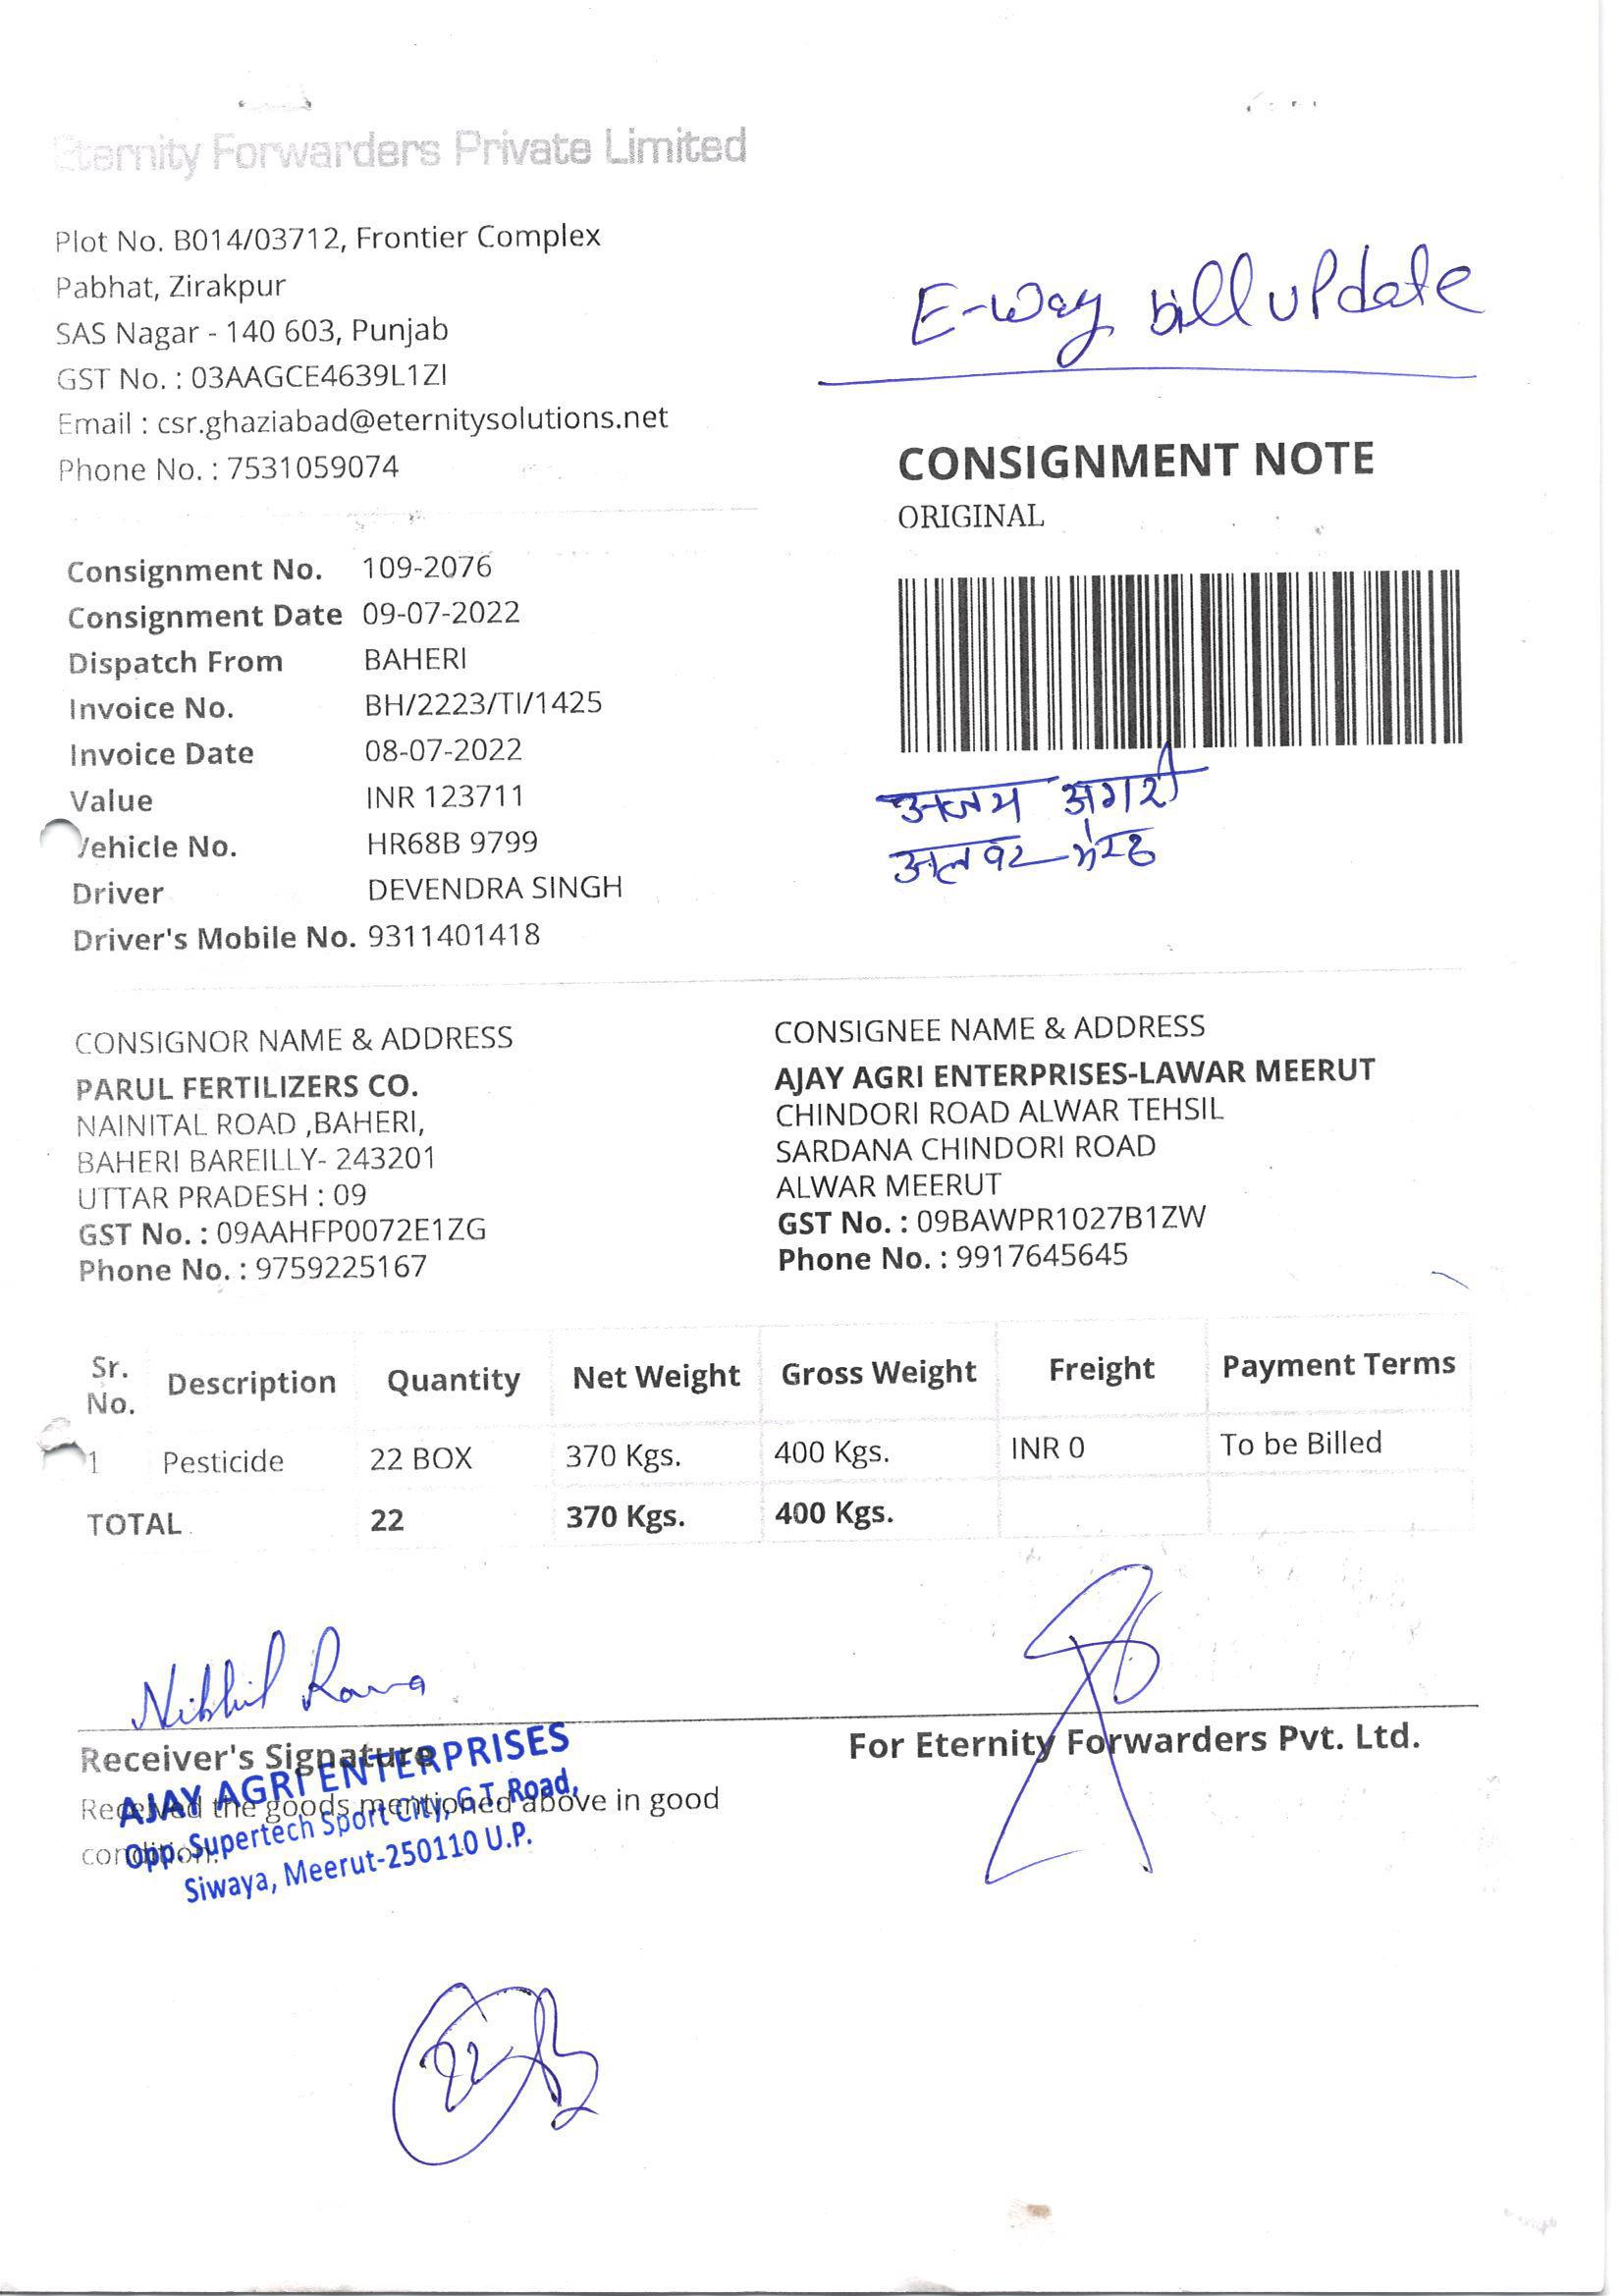 Eternity Forwarders Private Limited
Plot No. B014/03712, Frontier Complex
Pabhat, Zirakpur
SAS Nagar - 140 603, Punjab
GST No. : 03AAGCE4639L1ZI
Email : csr.ghaziabad@eternitysolutions.net
Phone No. : 7531059074
E-way bill update
CONSIGNMENT NOTE
ORIGINAL
Consignment No. 109-2076
Consignment Date 09-07-2022
Dispatch From BAHERI
Invoice No. BH/2223/TI/1425
Invoice Date 08-07-2022
Value INR 123711
Vehicle No. HR68B 9799
Driver DEVENDRA SINGH
Driver's Mobile No. 9311401418
अजय अगरी
CONSIGNOR NAME & ADDRESS
PARUL FERTILIZERS CO.
NAINITAL ROAD ,BAHERI,
BAHERI BAREILLY- 243201
UTTAR PRADESH : 09
GST No. : 09AAHFP0072E1ZG
Phone No. : 9759225167
CONSIGNEE NAME & ADDRESS
AJAY AGRI ENTERPRISES-LAWAR MEERUT
CHINDORI ROAD ALWAR TEHSIL
SARDANA CHINDORI ROAD
ALWAR MEERUT
GST No. : 09BAWPR1027B1ZW
Phone No. : 9917645645
Sr. No. Description Quantity Net Weight Gross Weight Freight Payment Terms
1 Pesticide 22 BOX 370 Kgs. 400 Kgs. INR 0 To be Billed
TOTAL 22 370 Kgs. 400 Kgs.
Nikhil Rana
Receiver's Signature
Received the goods mentioned above in good
condition.
AJAY AGRI ENTERPRISES
Opp. Supertech Sport City, G.T. Road,
Siwaya, Meerut-250110 U.P.
For Eternity Forwarders Pvt. Ltd.